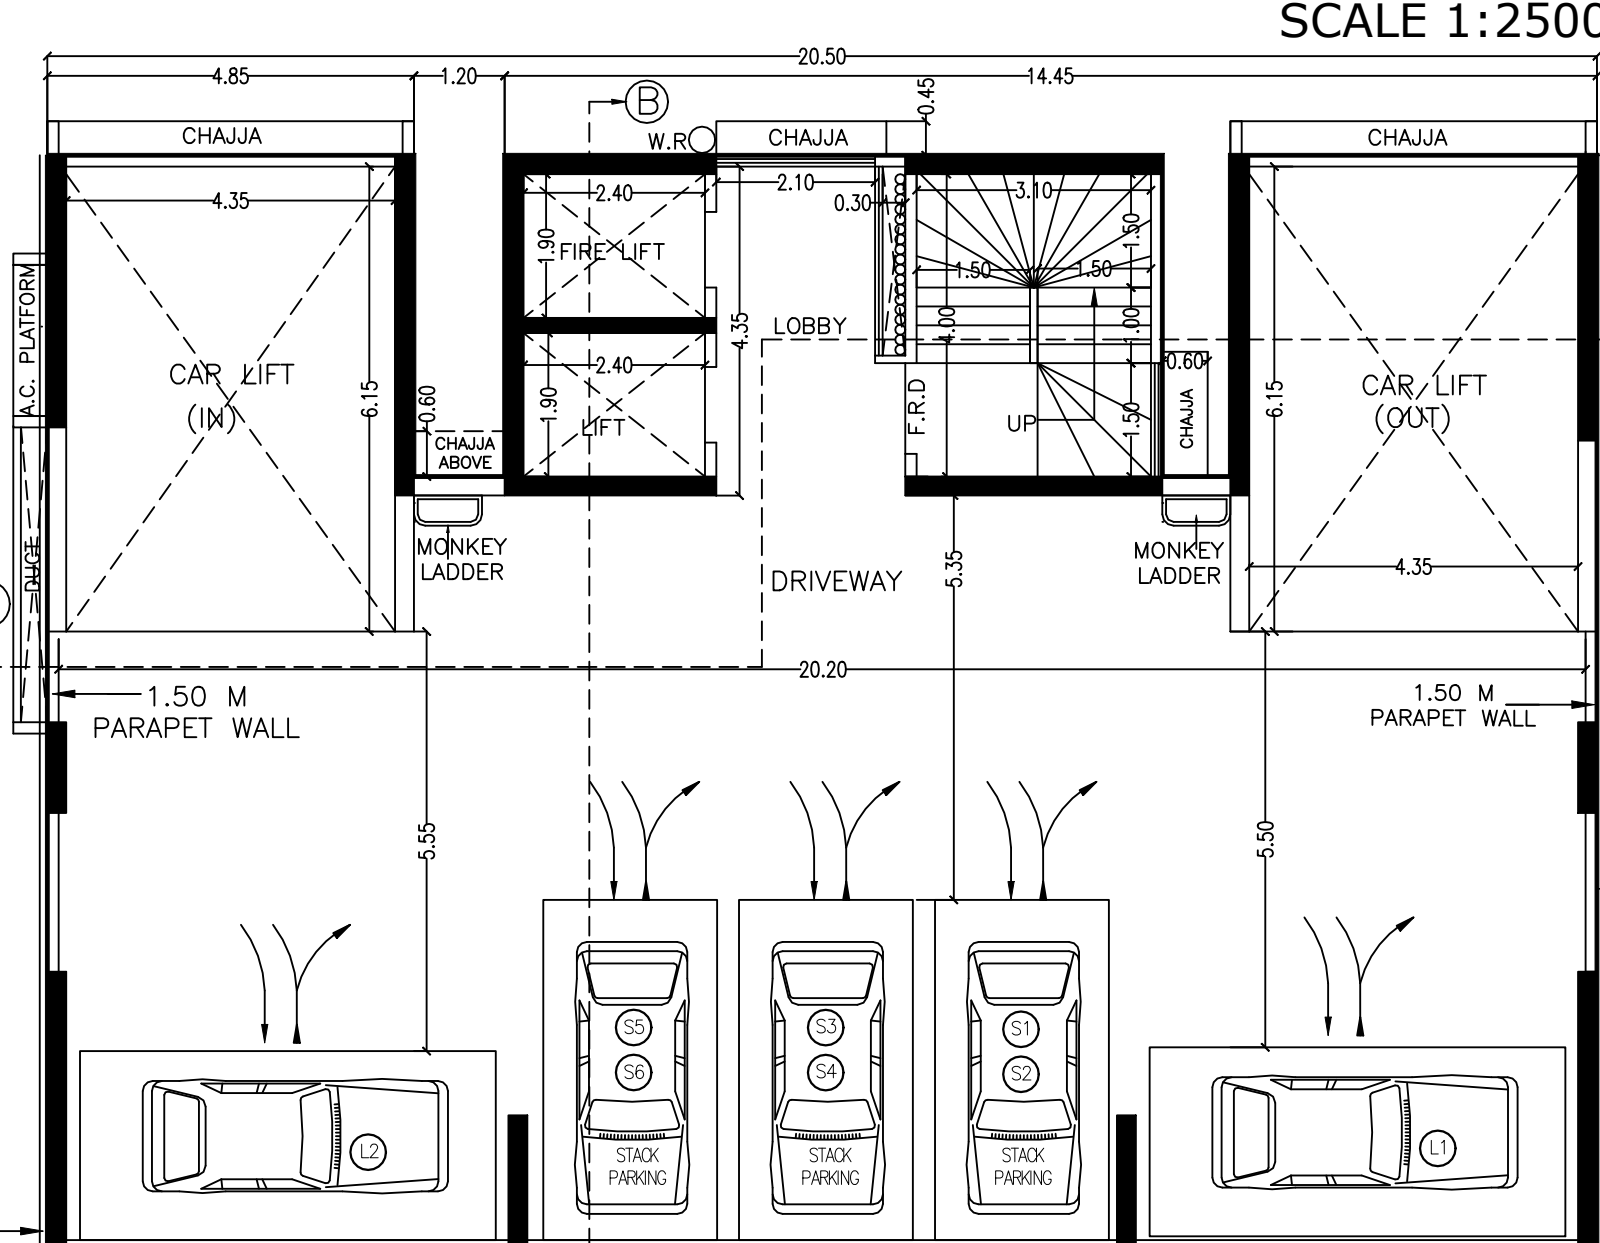 SCALE 1:2500
20.50
4.85
1.20
14.45
B
0.45
CHAJJA
W.R
CHAJJA
CHAJJA
4.35
2.40
2.10
0.30
3.10
1.50
1.90
FIRE LIFT
1.50
1.50
A.C. PLATFORM
CAR LIFT
(IN)
6.15
0.60
CHAJJA
ABOVE
2.40
1.90
LIFT
4.35
LOBBY
4.00
1.00
F.R.D
UP
1.50
0.60
CHAJJA
6.15
CAR LIFT
(OUT)
DUCT
MONKEY
LADDER
DRIVEWAY
5.35
MONKEY
LADDER
4.35
20.20
1.50 M
PARAPET WALL
1.50 M
PARAPET WALL
5.55
5.50
S5
S6
S3
S4
S1
S2
L2
STACK
PARKING
STACK
PARKING
STACK
PARKING
L1